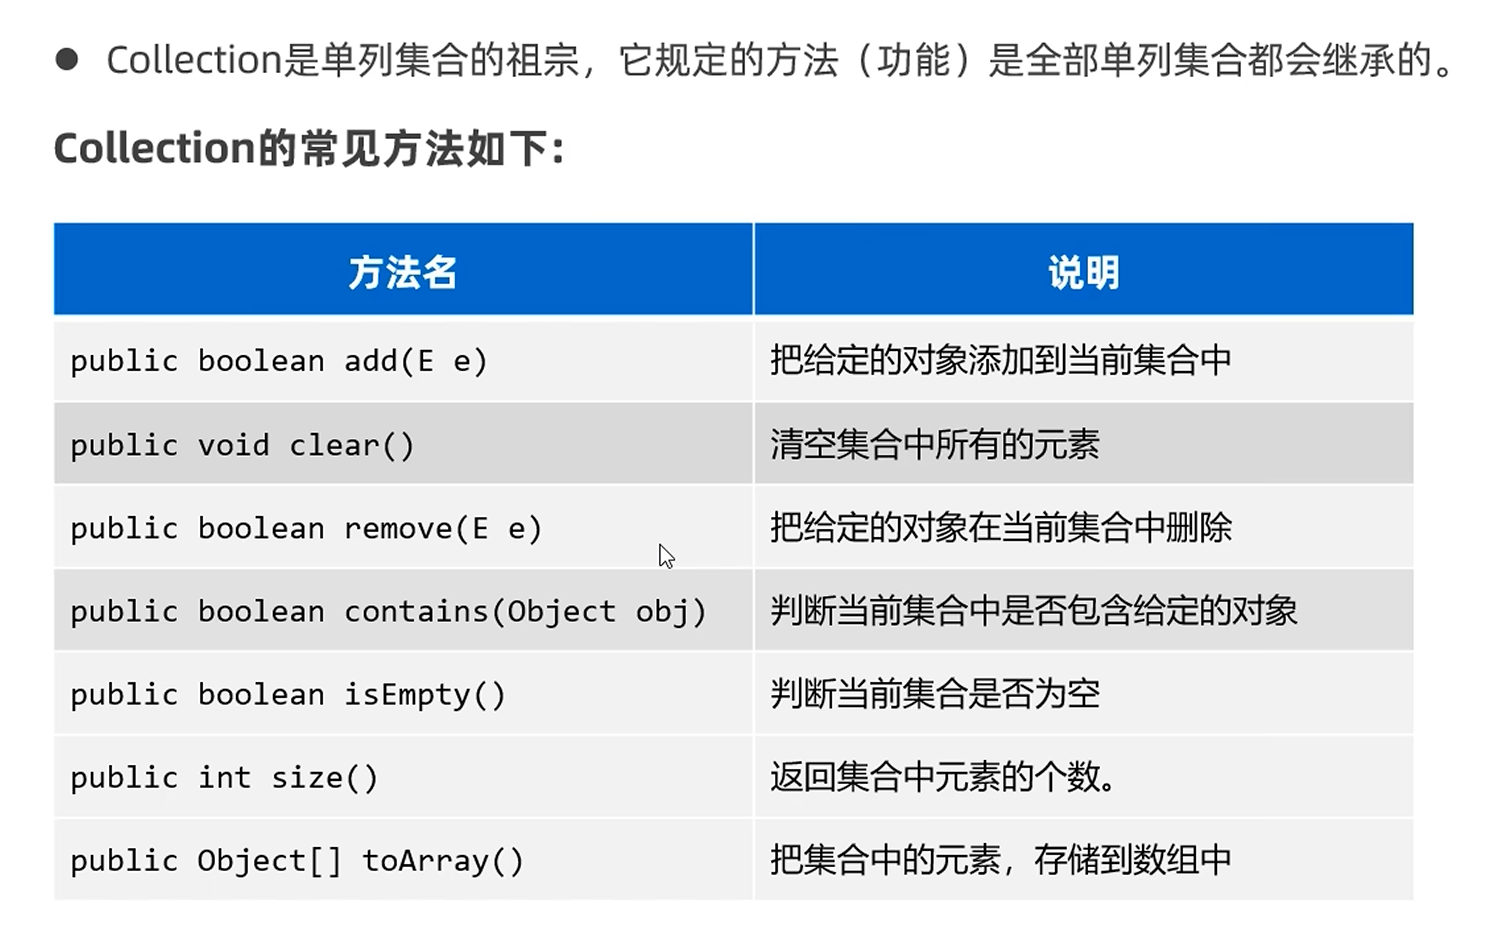 ● Collection是单列集合的祖宗，它规定的方法（功能）是全部单列集合都会继承的。
Collection的常见方法如下：
方法名 说明
public boolean add(E e) 把给定的对象添加到当前集合中
public void clear() 清空集合中所有的元素
public boolean remove(E e) 把给定的对象在当前集合中删除
public boolean contains(Object obj) 判断当前集合中是否包含给定的对象
public boolean isEmpty() 判断当前集合是否为空
public int size() 返回集合中元素的个数。
public Object[] toArray() 把集合中的元素，存储到数组中